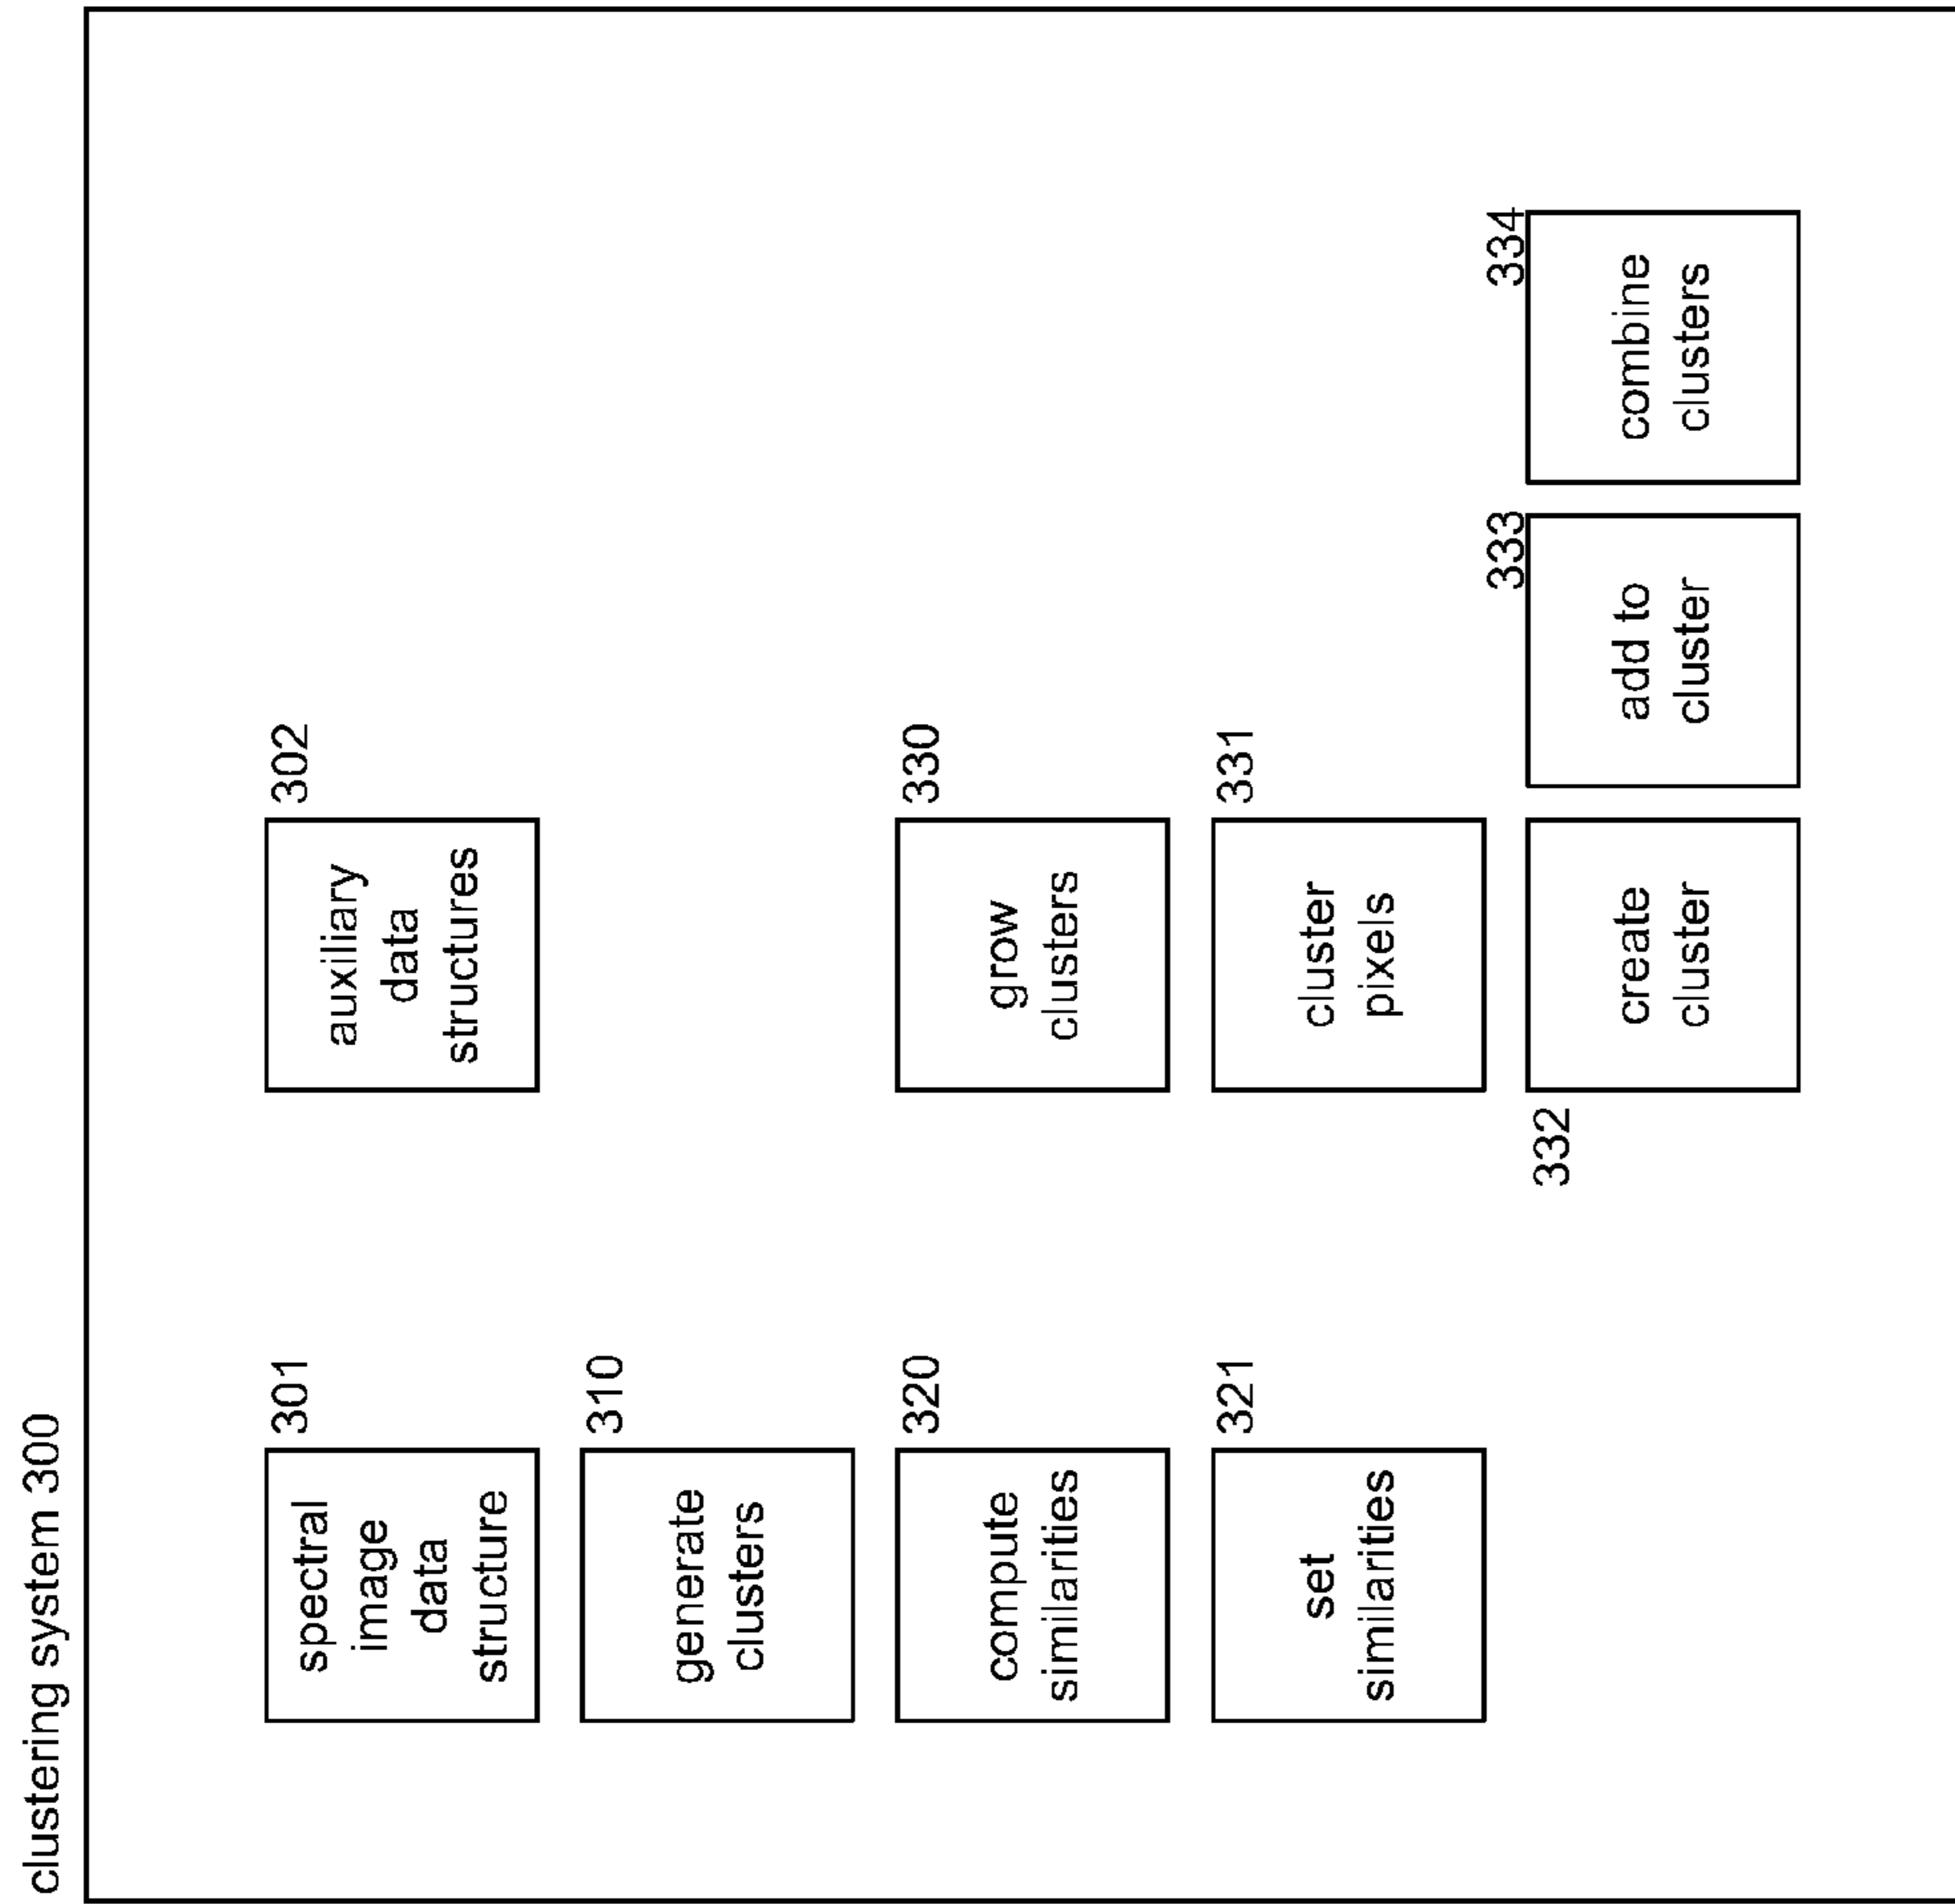 clustering system 300
301
spectral
image
data
structure
302
auxiliary
data
structures
310
generate
clusters
320
compute
similarities
330
grow
clusters
321
set
similarities
331
cluster
pixels
332
create
cluster
333
add to
cluster
334
combine
clusters